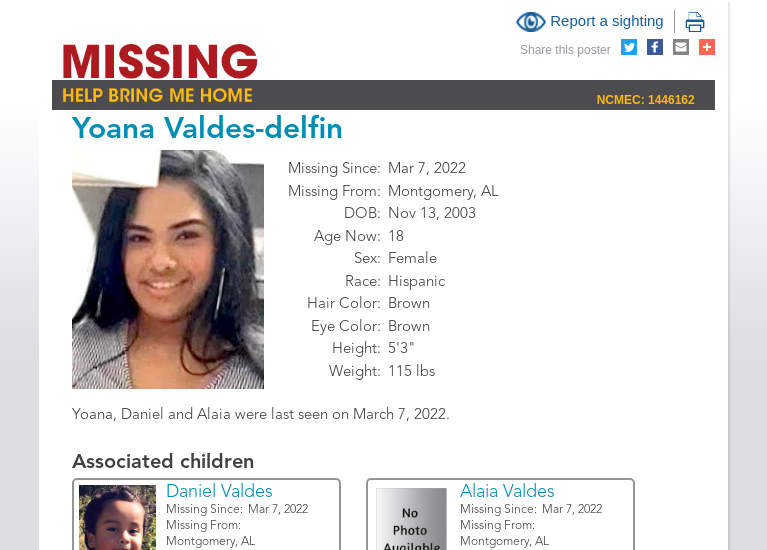 Report a sighting
Share this poster
MISSING
HELP BRING ME HOME
NCMEC: 1446162
Yoana Valdes-delfin
Missing Since: Mar 7, 2022
Missing From: Montgomery, AL
DOB: Nov 13, 2003
Age Now: 18
Sex: Female
Race: Hispanic
Hair Color: Brown
Eye Color: Brown
Height: 5'3"
Weight: 115 lbs
Yoana, Daniel and Alaia were last seen on March 7, 2022.
Associated children
Daniel Valdes
Missing Since: Mar 7, 2022
Missing From:
Montgomery, AL
No
Photo
Available
Alaia Valdes
Missing Since: Mar 7, 2022
Missing From:
Montgomery, AL